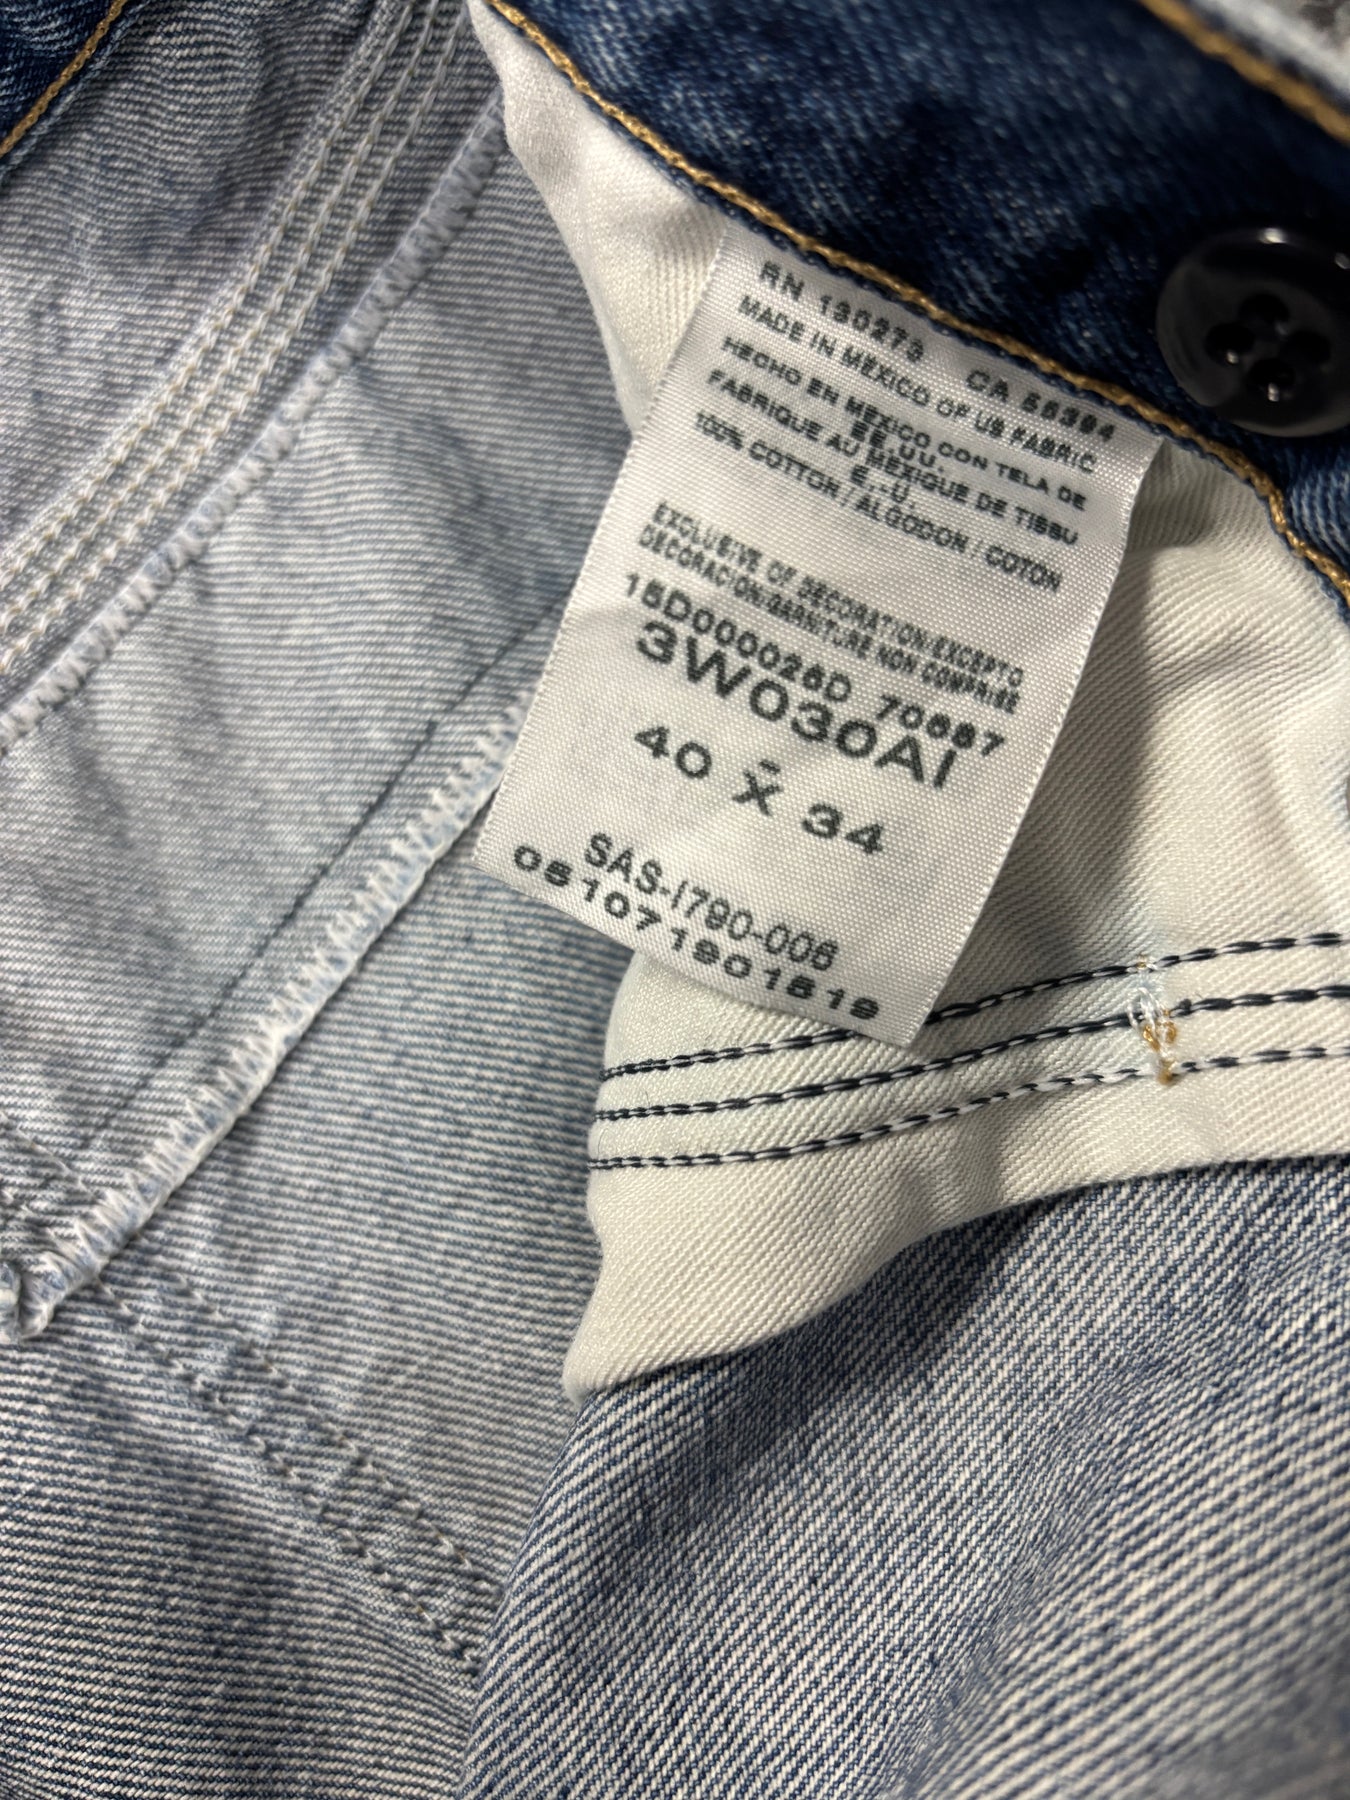 RN 130273 CA 56394
MADE IN MEXICO OF US FABRIC
HECHO EN MEXICO CON TELA DE
EE.UU.
FABRIQUE AU MEXIQUE DE TISSU
E.-U.
100% COTTON / ALGODON / COTON
EXCLUSIVE OF DECORATION/EXCEPTO
DECORACION/GARNITURE NON COMPRISE
15D000026D 70687
3W030AI
40 X 34
SAS-I790-006
051071901519